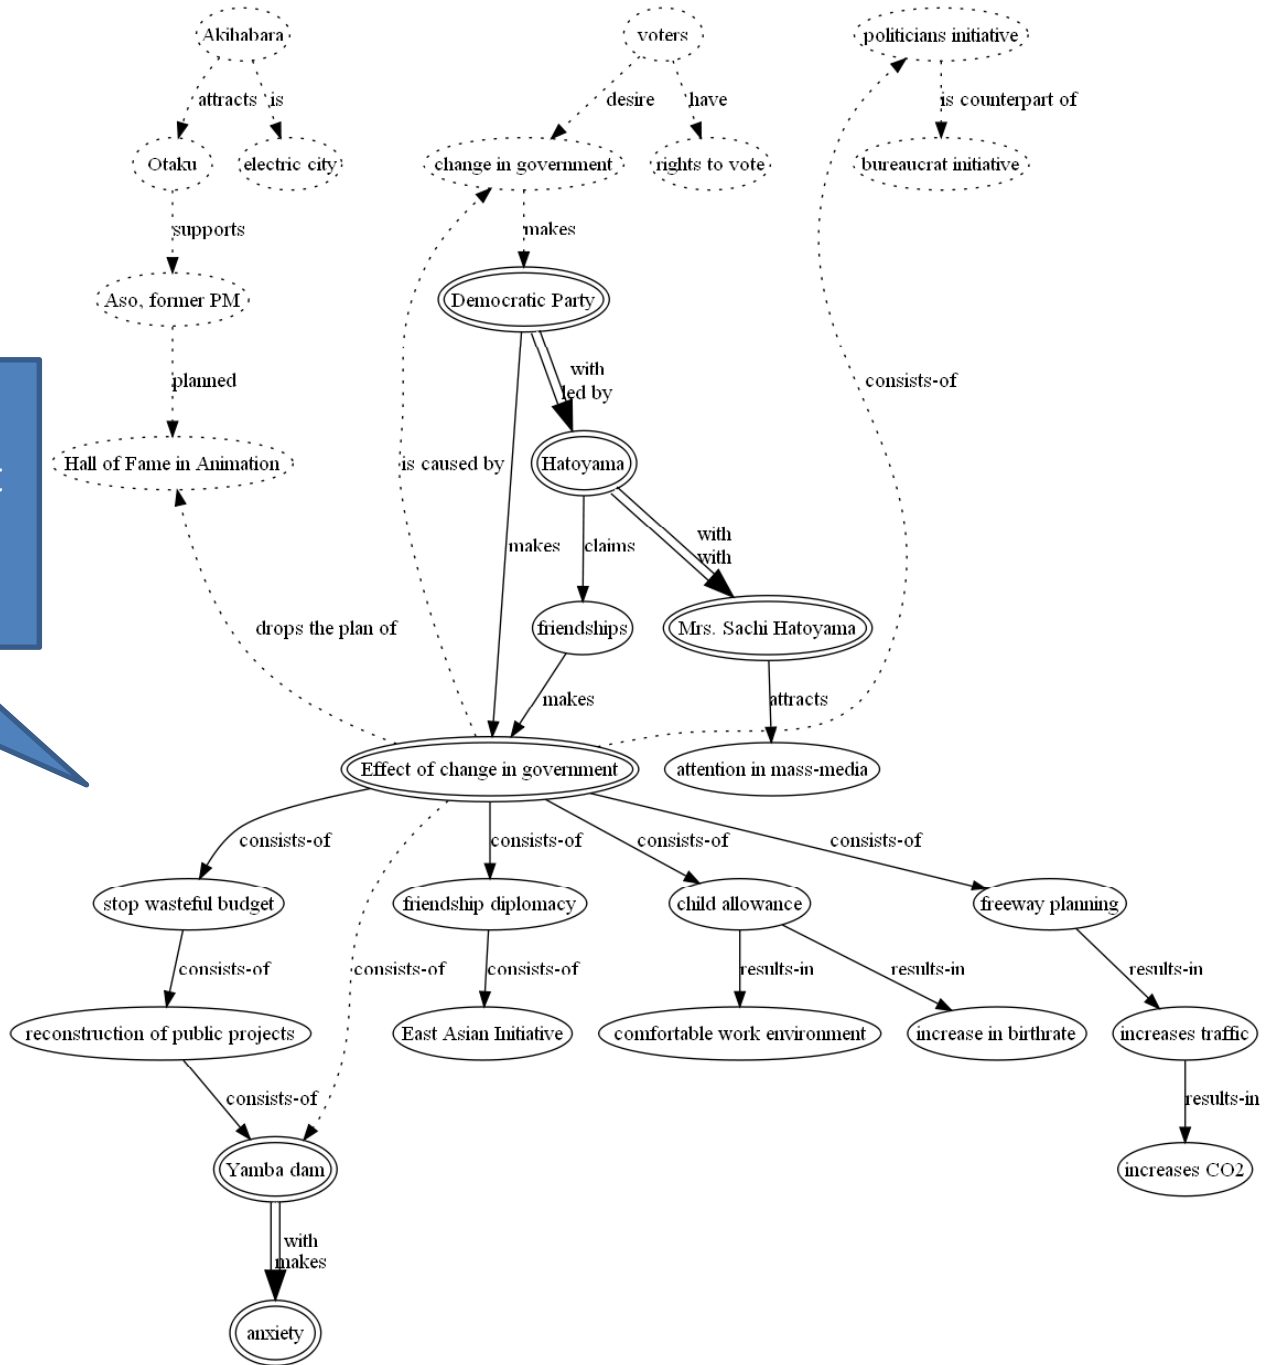 Akihabara
voters
politicians initiative
attracts
is
desire
have
is counterpart of
Otaku
electric city
change in government
rights to vote
bureaucrat initiative
supports
makes
Aso, former PM
Democratic Party
planned
with
led by
consists-of
Hall of Fame in Animation
is caused by
Hatoyama
makes
claims
with
with
drops the plan of
friendships
Mrs. Sachi Hatoyama
makes
attracts
Effect of change in government
attention in mass-media
consists-of
consists-of
consists-of
consists-of
stop wasteful budget
friendship diplomacy
child allowance
freeway planning
consists-of
consists-of
consists-of
results-in
results-in
results-in
reconstruction of public projects
East Asian Initiative
comfortable work environment
increase in birthrate
increases traffic
consists-of
results-in
Yamba dam
increases CO2
with
makes
anxiety